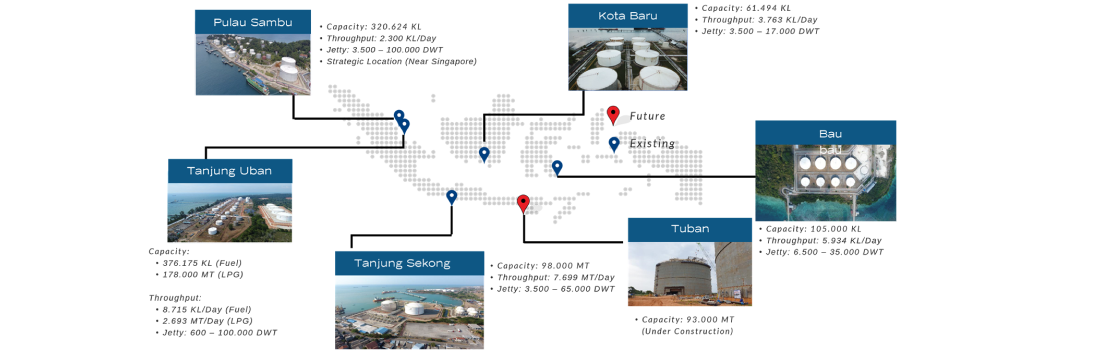 Pulau Sambu
• Capacity: 320.624 KL
• Throughput: 2.300 KL/Day
• Jetty: 3.500 – 100.000 DWT
• Strategic Location (Near Singapore)
Kota Baru
• Capacity: 61.494 KL
• Throughput: 3.763 KL/Day
• Jetty: 3.500 – 17.000 DWT
Future
Existing
Bau
bau
• Capacity: 105.000 KL
• Throughput: 5.934 KL/Day
• Jetty: 6.500 – 35.000 DWT
Tanjung Uban
Capacity:
• 376.175 KL (Fuel)
• 178.000 MT (LPG)
Throughput:
• 8.715 KL/Day (Fuel)
• 2.693 MT/Day (LPG)
• Jetty: 600 – 100.000 DWT
Tanjung Sekong
• Capacity: 98.000 MT
• Throughput: 7.699 MT/Day
• Jetty: 3.500 – 65.000 DWT
Tuban
• Capacity: 93.000 MT
(Under Construction)